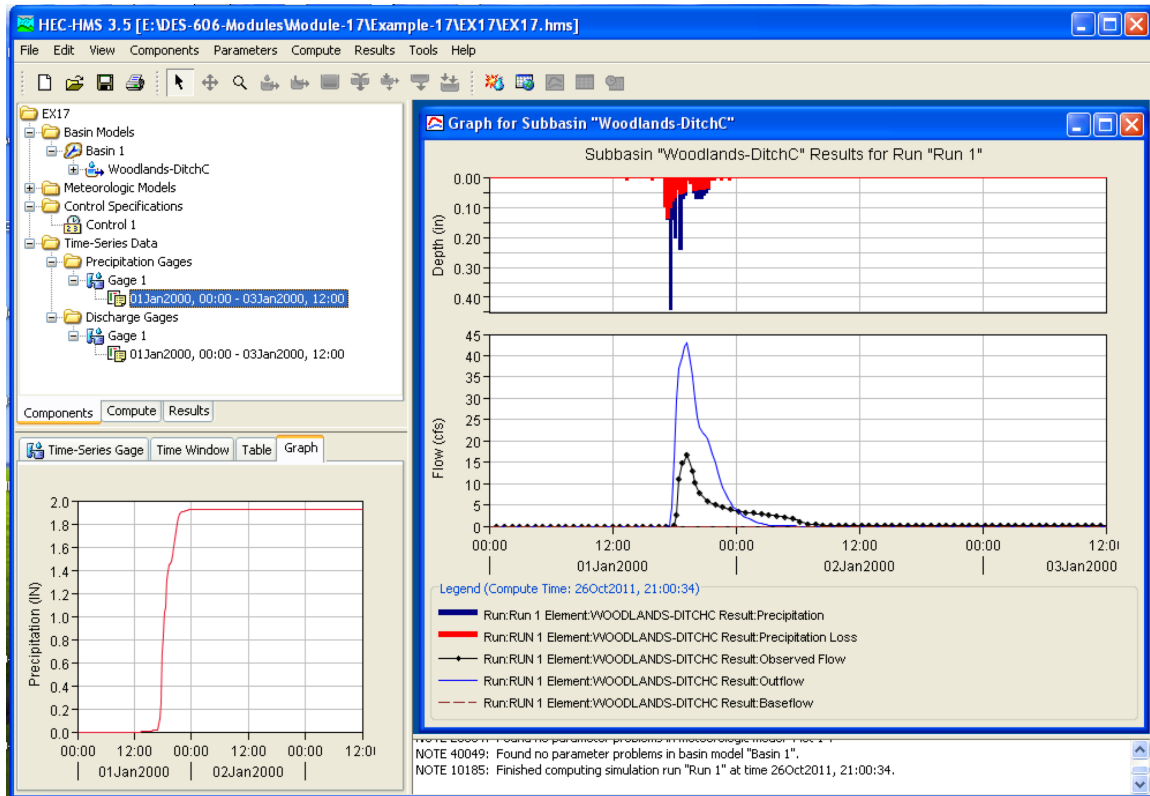 HEC-HMS 3.5 [E:\DES-606-Modules\Module-17\Example-17\EX17\EX17.hms]
File Edit View Components Parameters Compute Results Tools Help
EX17
Basin Models
Basin 1
Woodlands-DitchC
Meteorologic Models
Control Specifications
Control 1
Time-Series Data
Precipitation Gages
Gage 1
01Jan2000, 00:00 - 03Jan2000, 12:00
Discharge Gages
Gage 1
01Jan2000, 00:00 - 03Jan2000, 12:00
Components Compute Results
Time-Series Gage Time Window Table Graph
2.0
1.8
1.6
1.4
1.2
1.0
0.8
0.6
0.4
0.2
0.0
Precipitation (IN)
00:00 12:00 00:00 12:00 00:00 12:0
01Jan2000 02Jan2000
Graph for Subbasin "Woodlands-DitchC"
Subbasin "Woodlands-DitchC" Results for Run "Run 1"
0.00
0.10
0.20
0.30
0.40
Depth (in)
45
40
35
30
25
20
15
10
5
0
Flow (cfs)
00:00 12:00 00:00 12:00 00:00 12:0
01Jan2000 02Jan2000 03Jan2000
Legend (Compute Time: 26Oct2011, 21:00:34)
Run:Run 1 Element:WOODLANDS-DITCHC Result:Precipitation
Run:RUN 1 Element:WOODLANDS-DITCHC Result:Precipitation Loss
Run:RUN 1 Element:WOODLANDS-DITCHC Result:Observed Flow
Run:RUN 1 Element:WOODLANDS-DITCHC Result:Outflow
Run:RUN 1 Element:WOODLANDS-DITCHC Result:Baseflow
NOTE 40049: Found no parameter problems in basin model "Basin 1".
NOTE 10185: Finished computing simulation run "Run 1" at time 26Oct2011, 21:00:34.